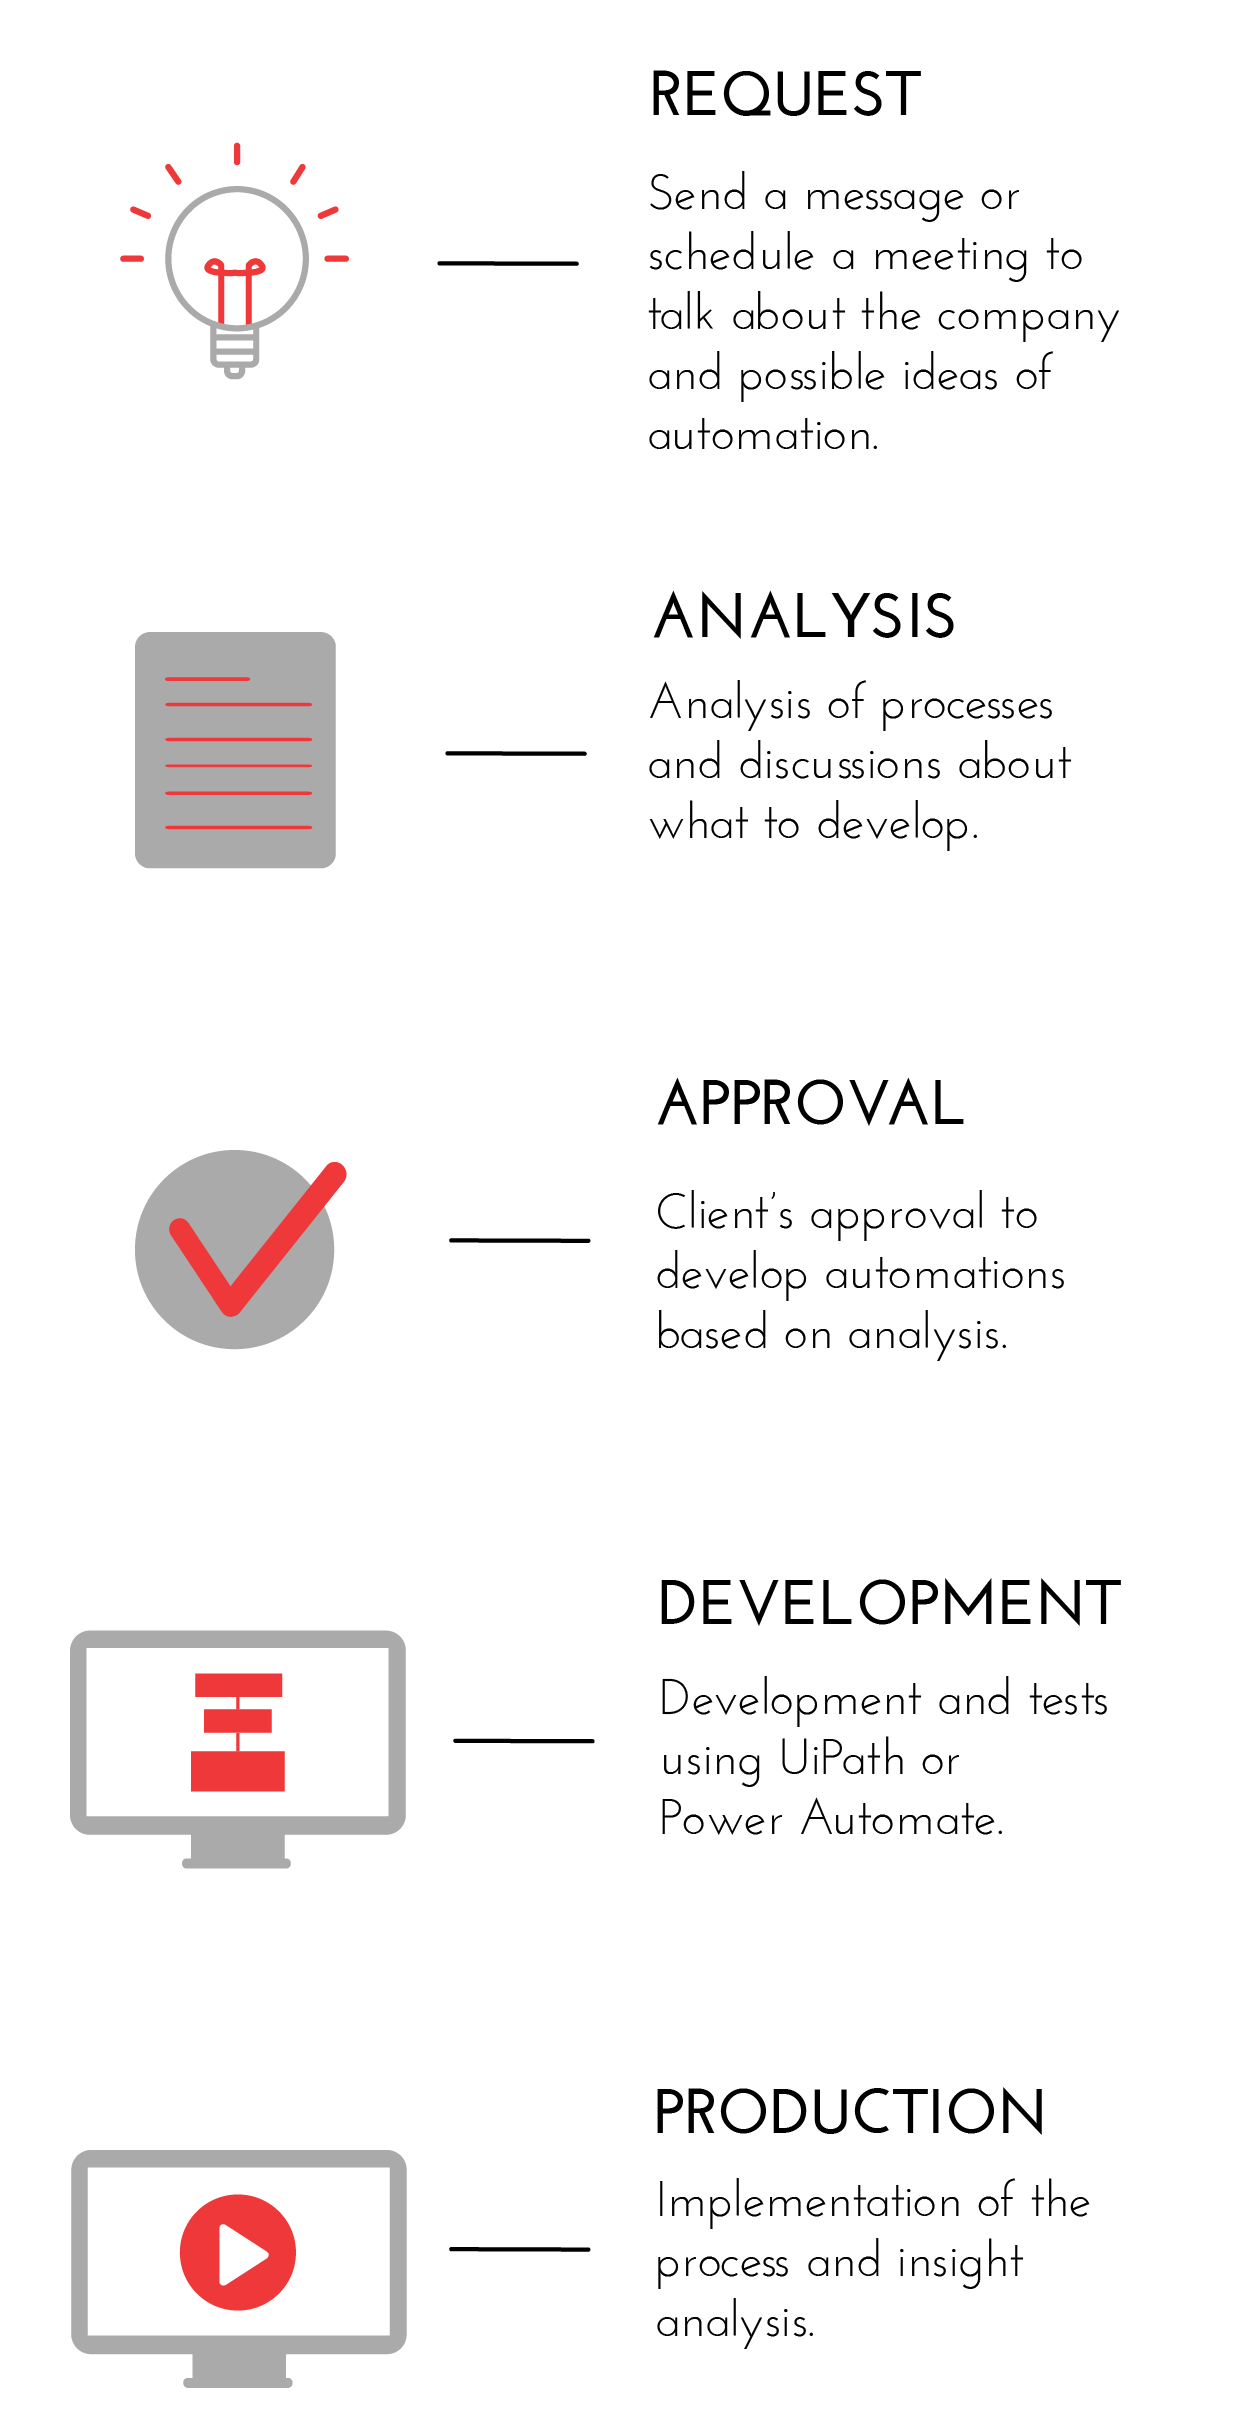 REQUEST
Send a message or
schedule a meeting to
talk about the company
and possible ideas of
automation.
ANALYSIS
Analysis of processes
and discussions about
what to develop.
APPROVAL
Client’s approval to
develop automations
based on analysis.
DEVELOPMENT
Development and tests
using UiPath or
Power Automate.
PRODUCTION
Implementation of the
process and insight
analysis.